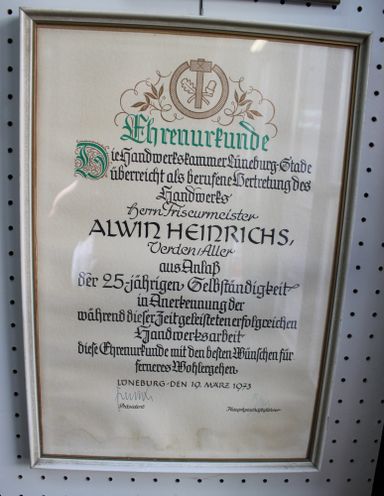 Ehrenurkunde
Die Handwerkskammer Lüneburg-Stade
überreicht als berufene Vertretung des
Handwerks
Herrn Friseurmeister
ALWIN HEINRICHS,
Verden/Aller
aus Anlaß
der 25jährigen Selbständigkeit
in Anerkennung der
während dieser Zeit geleisteten erfolgreichen
Handwerksarbeit
diese Ehrenurkunde mit den besten Wünschen für
ferneres Wohlergehen.
LÜNEBURG · DEN 19. MÄRZ 1973
Präsident Hauptgeschäftsführer